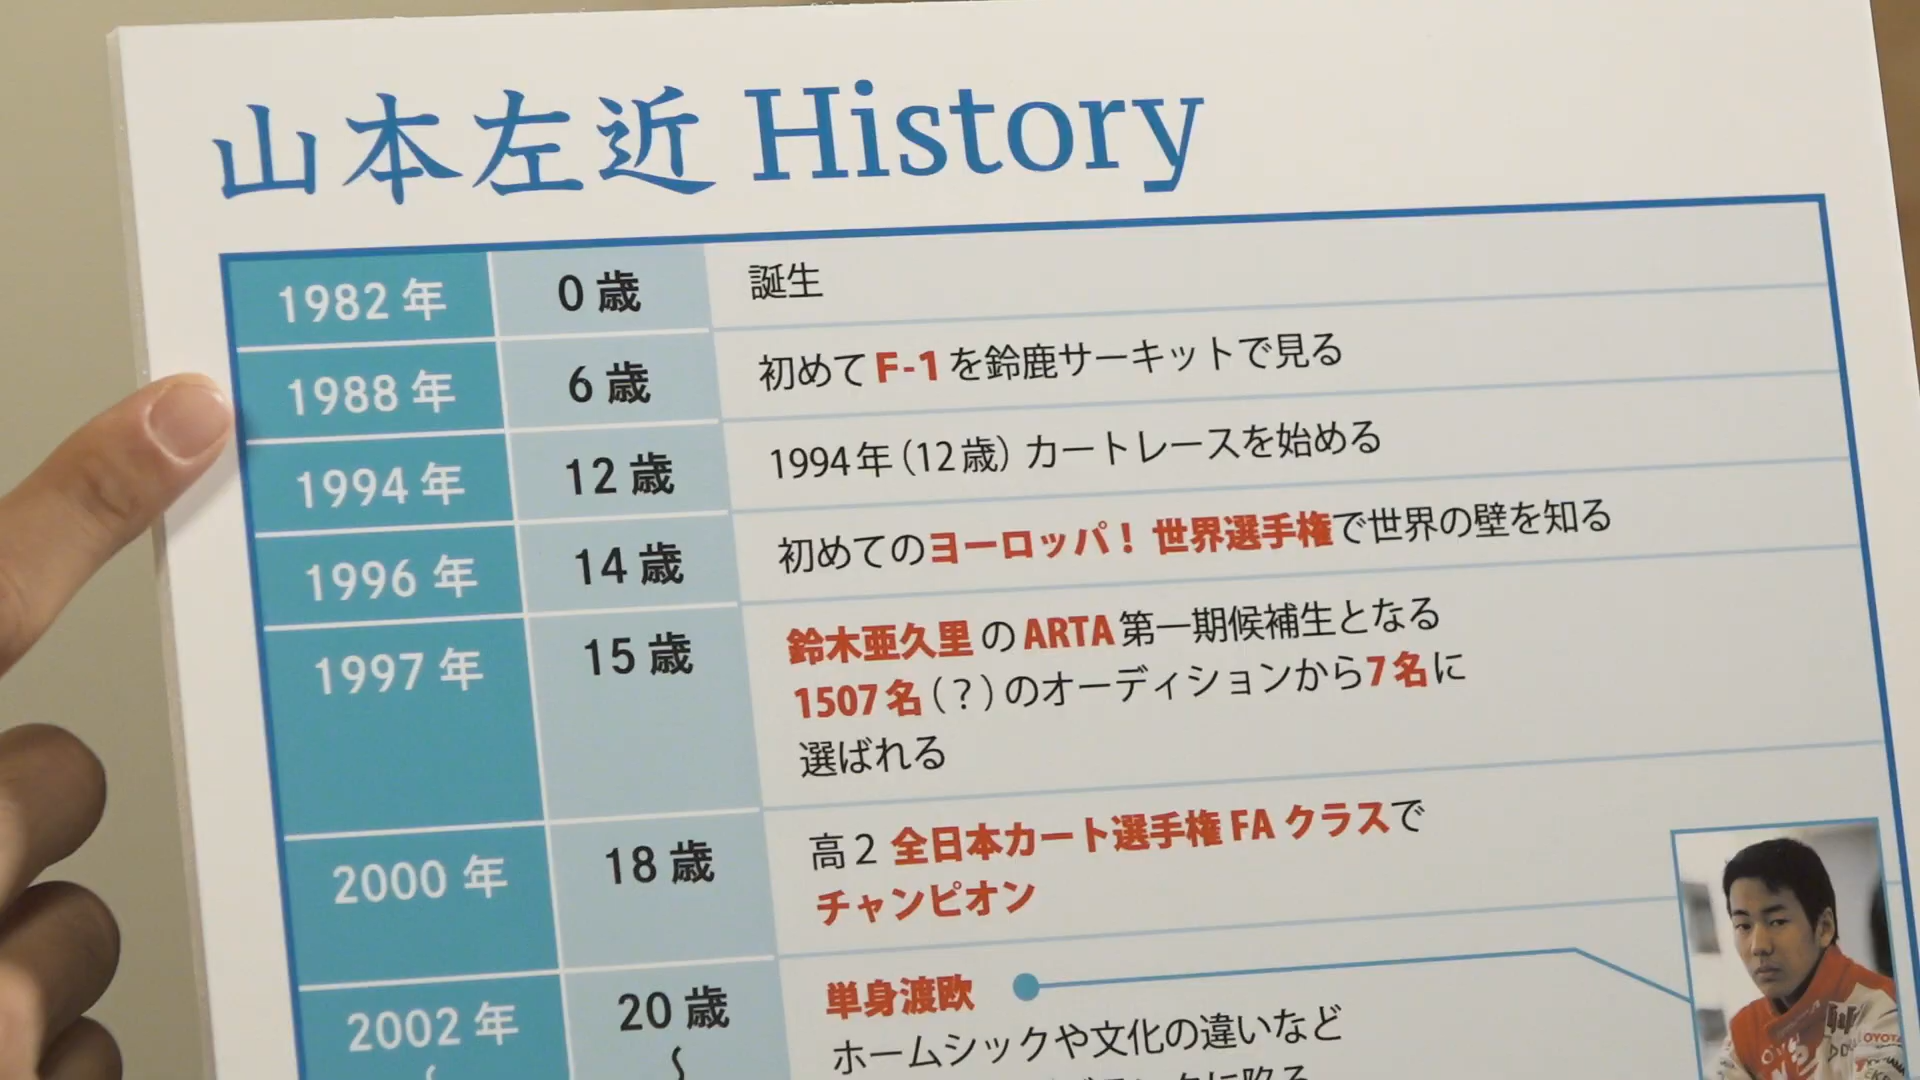 山本左近 History
1982年 0歳 誕生
1988年 6歳 初めてF-1を鈴鹿サーキットで見る
1994年 12歳 1994年（12歳）カートレースを始める
1996年 14歳 初めてのヨーロッパ！世界選手権で世界の壁を知る
1997年 15歳 鈴木亜久里のARTA第一期候補生となる
1507名（？）のオーディションから7名に
選ばれる
2000年 18歳 高2 全日本カート選手権FAクラスで
チャンピオン
2002年 20歳 単身渡欧
〜 〜 ホームシックや文化の違いなど
に陥る